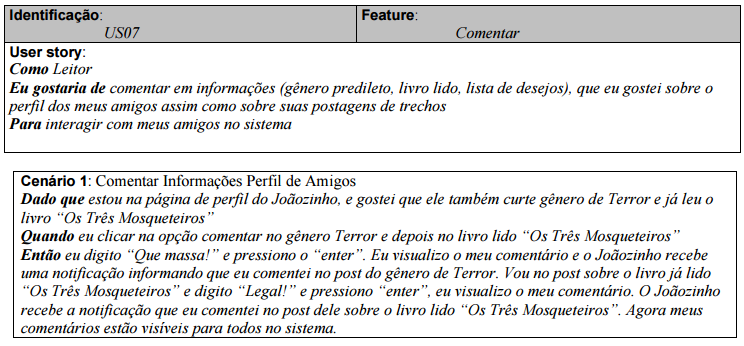 Identificação: Feature:
US07 Comentar
User story:
Como Leitor
Eu gostaria de comentar em informações (gênero predileto, livro lido, lista de desejos), que eu gostei sobre o
perfil dos meus amigos assim como sobre suas postagens de trechos
Para interagir com meus amigos no sistema
Cenário 1: Comentar Informações Perfil de Amigos
Dado que estou na página de perfil do Joãozinho, e gostei que ele também curte gênero de Terror e já leu o
livro “Os Três Mosqueteiros”
Quando eu clicar na opção comentar no gênero Terror e depois no livro lido “Os Três Mosqueteiros”
Então eu digito “Que massa!” e pressiono o “enter”. Eu visualizo o meu comentário e o Joãozinho recebe
uma notificação informando que eu comentei no post do gênero de Terror. Vou no post sobre o livro já lido
“Os Três Mosqueteiros” e digito “Legal!” e pressiono “enter”, eu visualizo o meu comentário. O Joãozinho
recebe a notificação que eu comentei no post dele sobre o livro lido “Os Três Mosqueteiros”. Agora meus
comentários estão visíveis para todos no sistema.